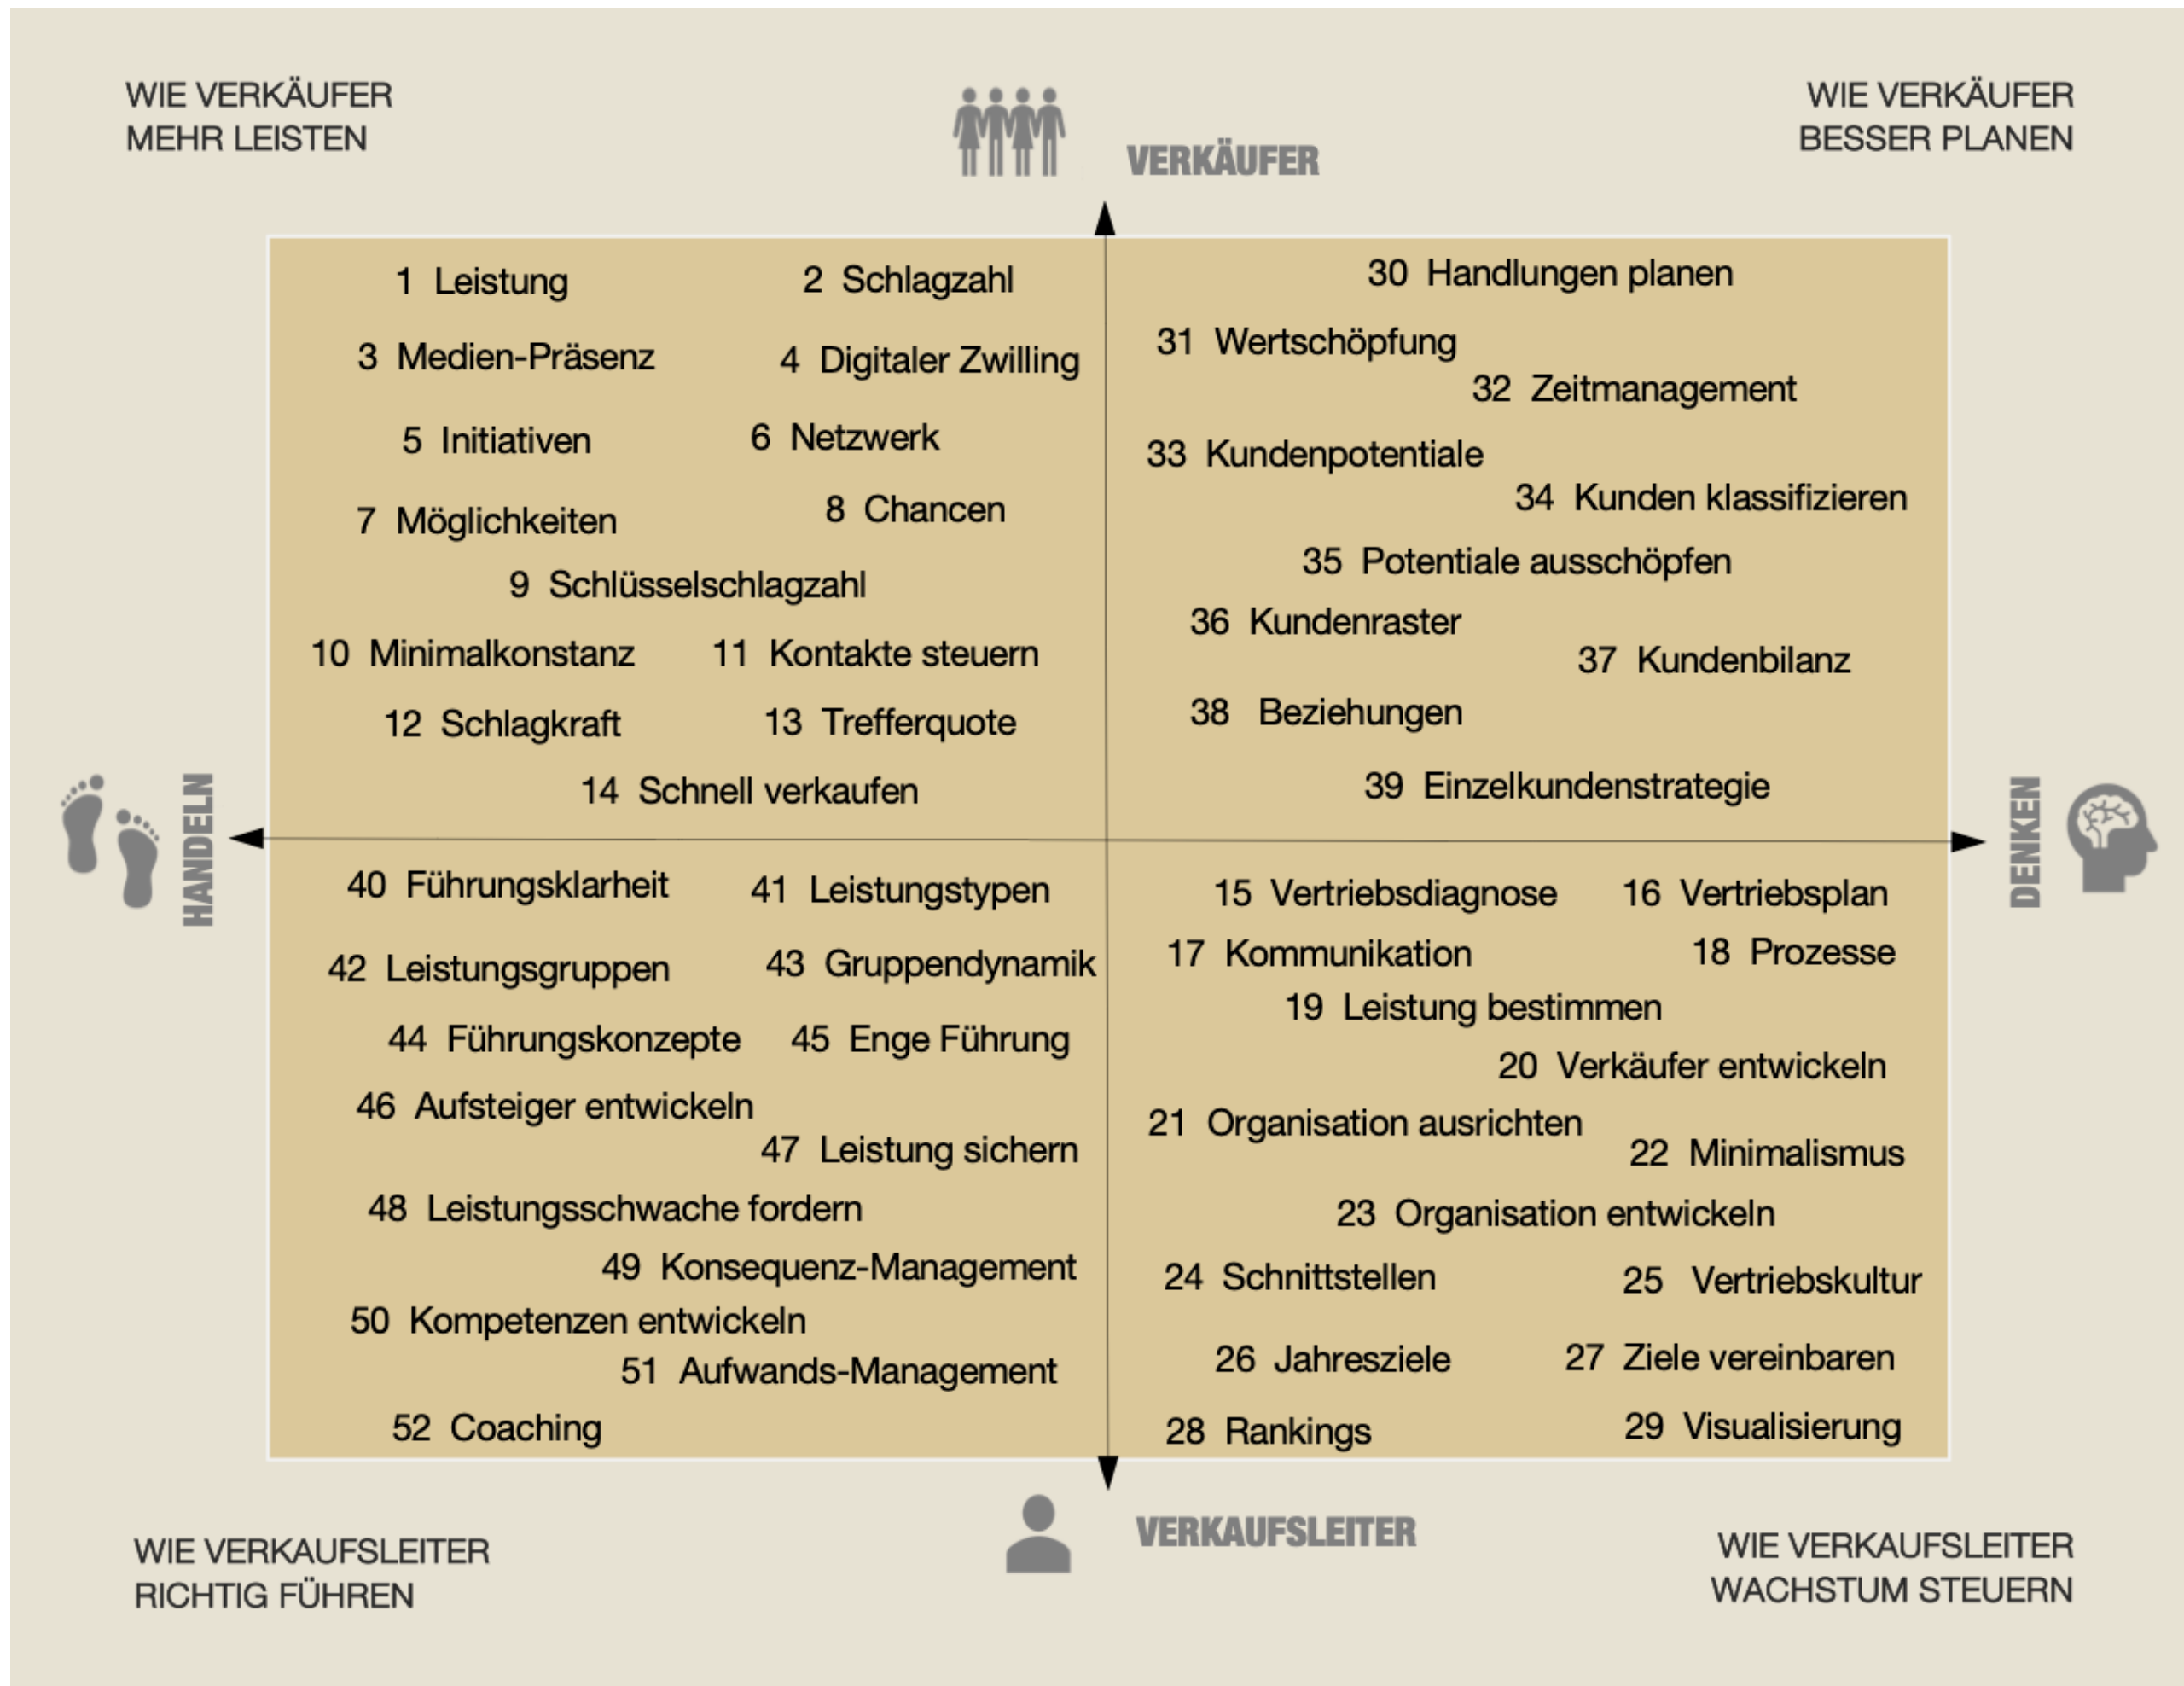 WIE VERKÄUFER
MEHR LEISTEN
VERKÄUFER
WIE VERKÄUFER
BESSER PLANEN
1 Leistung
2 Schlagzahl
3 Medien-Präsenz
4 Digitaler Zwilling
5 Initiativen
6 Netzwerk
7 Möglichkeiten
8 Chancen
9 Schlüsselschlagzahl
10 Minimalkonstanz
11 Kontakte steuern
12 Schlagkraft
13 Trefferquote
14 Schnell verkaufen
30 Handlungen planen
31 Wertschöpfung
32 Zeitmanagement
33 Kundenpotentiale
34 Kunden klassifizieren
35 Potentiale ausschöpfen
36 Kundenraster
37 Kundenbilanz
38 Beziehungen
39 Einzelkundenstrategie
HANDELN
DENKEN
40 Führungsklarheit
41 Leistungstypen
42 Leistungsgruppen
43 Gruppendynamik
44 Führungskonzepte
45 Enge Führung
46 Aufsteiger entwickeln
47 Leistung sichern
48 Leistungsschwache fordern
49 Konsequenz-Management
50 Kompetenzen entwickeln
51 Aufwands-Management
52 Coaching
15 Vertriebsdiagnose
16 Vertriebsplan
17 Kommunikation
18 Prozesse
19 Leistung bestimmen
20 Verkäufer entwickeln
21 Organisation ausrichten
22 Minimalismus
23 Organisation entwickeln
24 Schnittstellen
25 Vertriebskultur
26 Jahresziele
27 Ziele vereinbaren
28 Rankings
29 Visualisierung
WIE VERKAUFSLEITER
RICHTIG FÜHREN
VERKAUFSLEITER
WIE VERKAUFSLEITER
WACHSTUM STEUERN